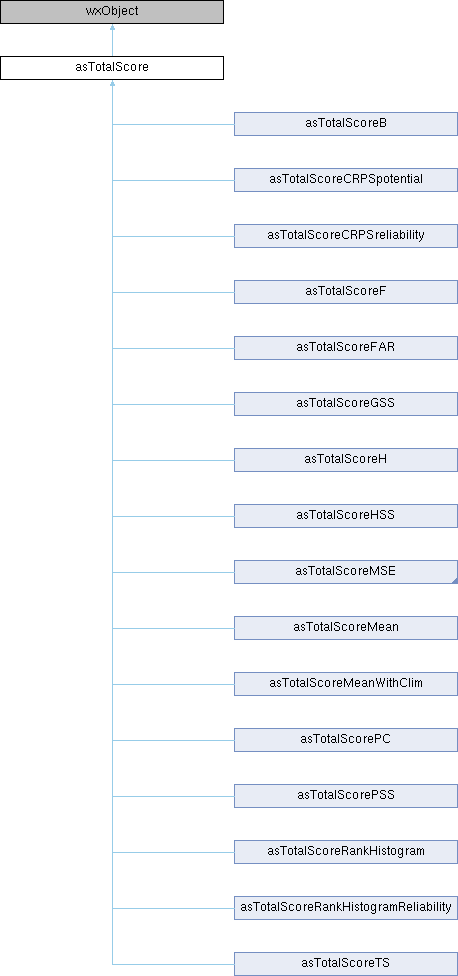 wxObject
asTotalScore
asTotalScoreB
asTotalScoreCRPSpotential
asTotalScoreCRPSreliability
asTotalScoreF
asTotalScoreFAR
asTotalScoreGSS
asTotalScoreH
asTotalScoreHSS
asTotalScoreMSE
asTotalScoreMean
asTotalScoreMeanWithClim
asTotalScorePC
asTotalScorePSS
asTotalScoreRankHistogram
asTotalScoreRankHistogramReliability
asTotalScoreTS